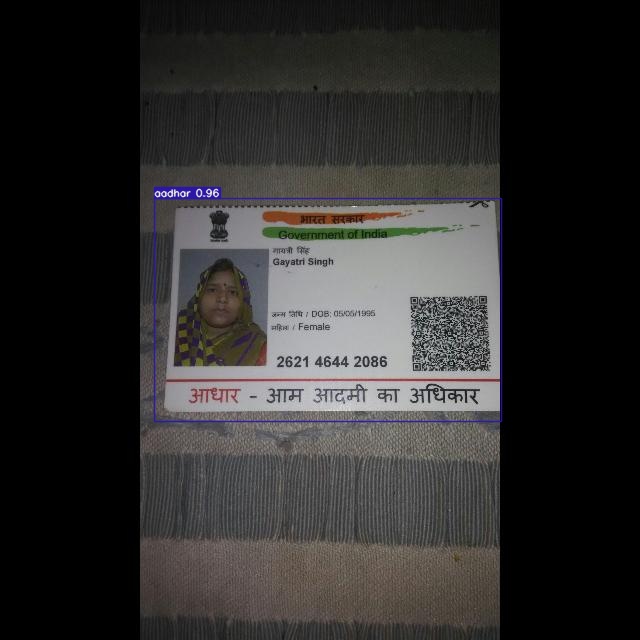 aadhar 0.96
भारत सरकार
Government of India
गायत्री सिंह
Gayatri Singh
जन्म तिथि / DOB: 05/05/1995
महिला / Female
2621 4644 2086
आधार - आम आदमी का अधिकार